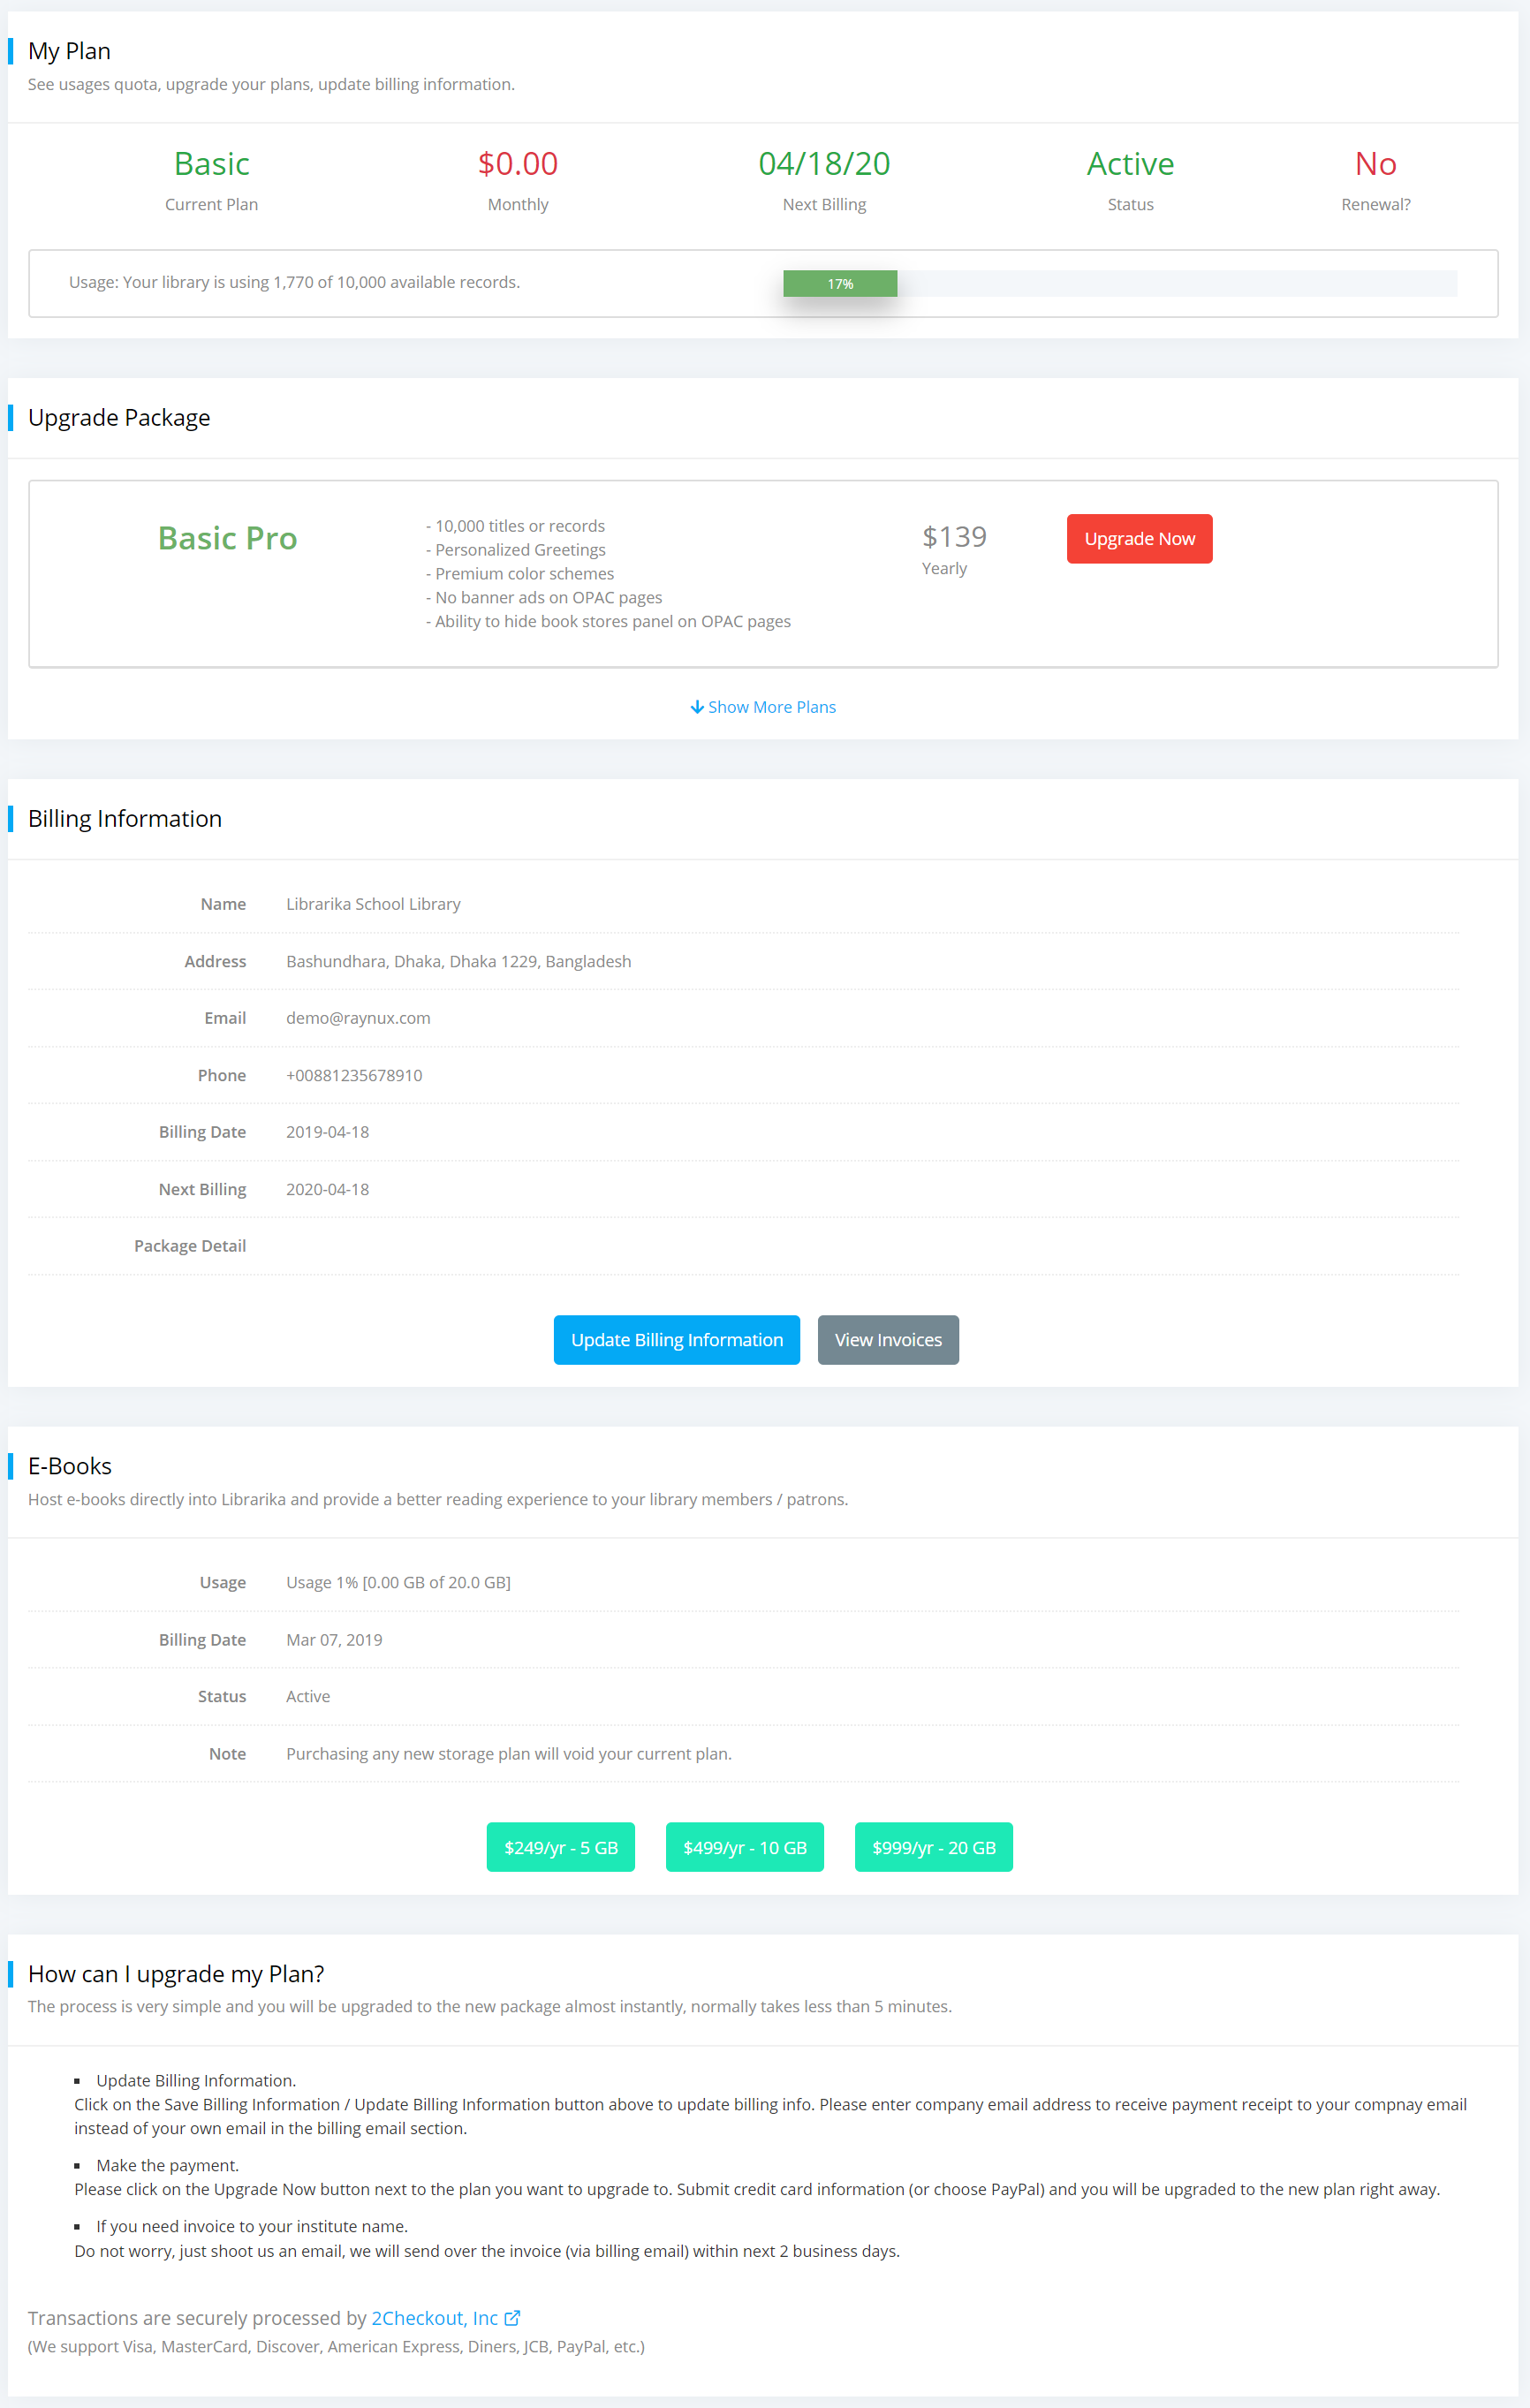 My Plan
See usages quota, upgrade your plans, update billing information.
Basic
Current Plan
$0.00
Monthly
04/18/20
Next Billing
Active
Status
No
Renewal?
Usage: Your library is using 1,770 of 10,000 available records.
17%
Upgrade Package
Basic Pro
- 10,000 titles or records
- Personalized Greetings
- Premium color schemes
- No banner ads on OPAC pages
- Ability to hide book stores panel on OPAC pages
$139
Yearly
Upgrade Now
Show More Plans
Billing Information
Name Librarika School Library
Address Bashundhara, Dhaka, Dhaka 1229, Bangladesh
Email demo@raynux.com
Phone +00881235678910
Billing Date 2019-04-18
Next Billing 2020-04-18
Package Detail
Update Billing Information View Invoices
E-Books
Host e-books directly into Librarika and provide a better reading experience to your library members / patrons.
Usage Usage 1% [0.00 GB of 20.0 GB]
Billing Date Mar 07, 2019
Status Active
Note Purchasing any new storage plan will void your current plan.
$249/yr - 5 GB $499/yr - 10 GB $999/yr - 20 GB
How can I upgrade my Plan?
The process is very simple and you will be upgraded to the new package almost instantly, normally takes less than 5 minutes.
▪ Update Billing Information.
Click on the Save Billing Information / Update Billing Information button above to update billing info. Please enter company email address to receive payment receipt to your compnay email
instead of your own email in the billing email section.
▪ Make the payment.
Please click on the Upgrade Now button next to the plan you want to upgrade to. Submit credit card information (or choose PayPal) and you will be upgraded to the new plan right away.
▪ If you need invoice to your institute name.
Do not worry, just shoot us an email, we will send over the invoice (via billing email) within next 2 business days.
Transactions are securely processed by 2Checkout, Inc
(We support Visa, MasterCard, Discover, American Express, Diners, JCB, PayPal, etc.)